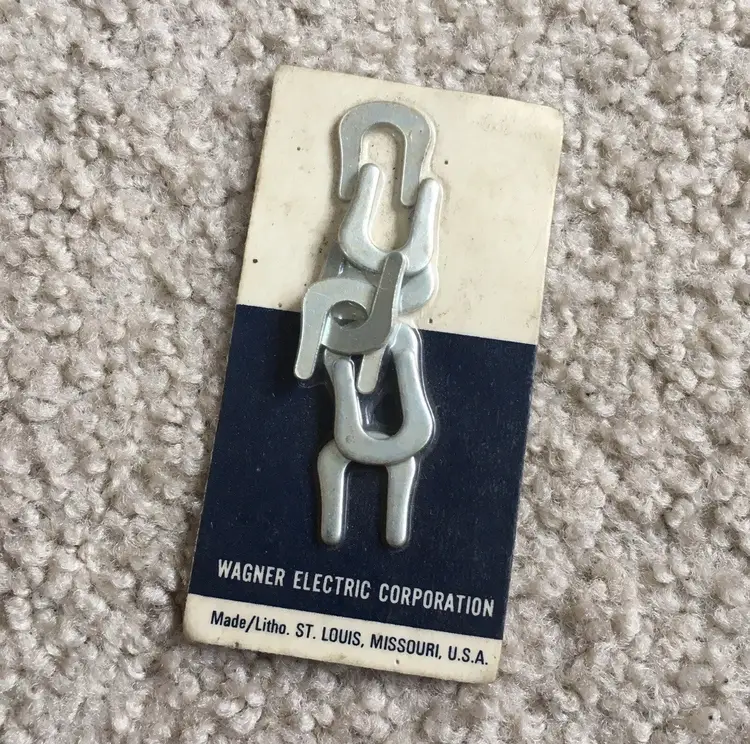 WAGNER ELECTRIC CORPORATION
Made/Litho. ST. LOUIS, MISSOURI, U.S.A.